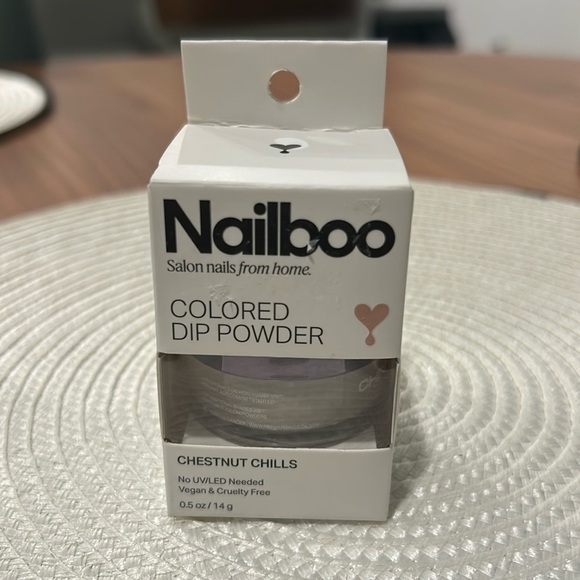 Nailboo
Salon nails from home.
COLORED
DIP POWDER
CHESTNUT CHILLS
No UV/LED Needed
Vegan & Cruelty Free
0.5 oz / 14 g